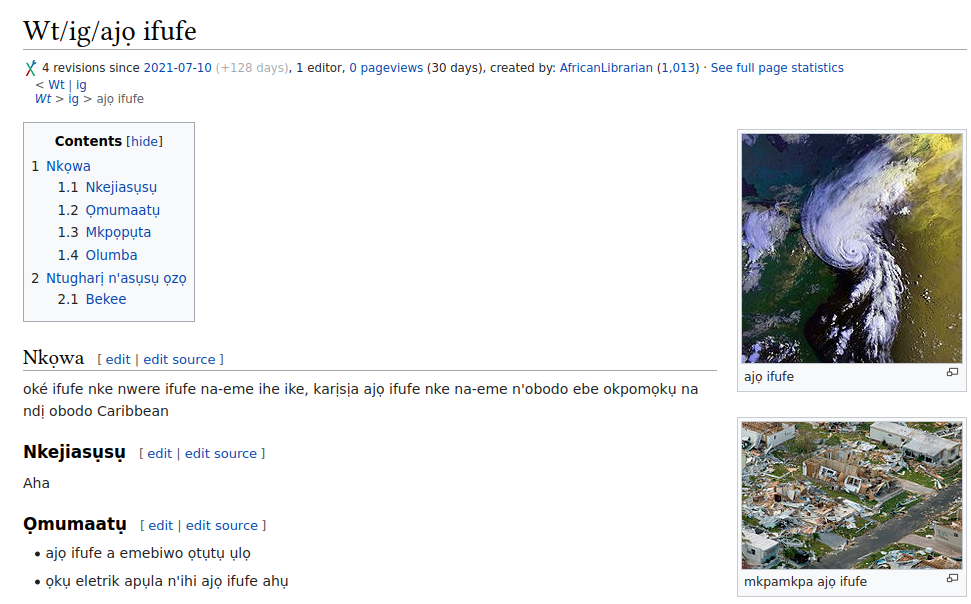 Wt/ig/ajọ ifufe
4 revisions since 2021-07-10 (+128 days), 1 editor, 0 pageviews (30 days), created by: AfricanLibrarian (1,013) · See full page statistics
< Wt | ig
Wt > ig > ajọ ifufe
Contents [hide]
1 Nkọwa
1.1 Nkejiasụsụ
1.2 Ọmumaatụ
1.3 Mkpọpụta
1.4 Olumba
2 Ntugharị n'asụsụ ọzọ
2.1 Bekee
Nkọwa [ edit | edit source ]
oké ifufe nke nwere ifufe na-eme ihe ike, karịsịa ajọ ifufe nke na-eme n'obodo ebe okpomọkụ na
ndị obodo Caribbean
Nkejiasụsụ [ edit | edit source ]
Aha
Ọmumaatụ [ edit | edit source ]
• ajọ ifufe a emebiwo ọtụtụ ụlọ
• ọkụ eletrik apụla n'ihi ajọ ifufe ahụ
ajọ ifufe
mkpamkpa ajọ ifufe